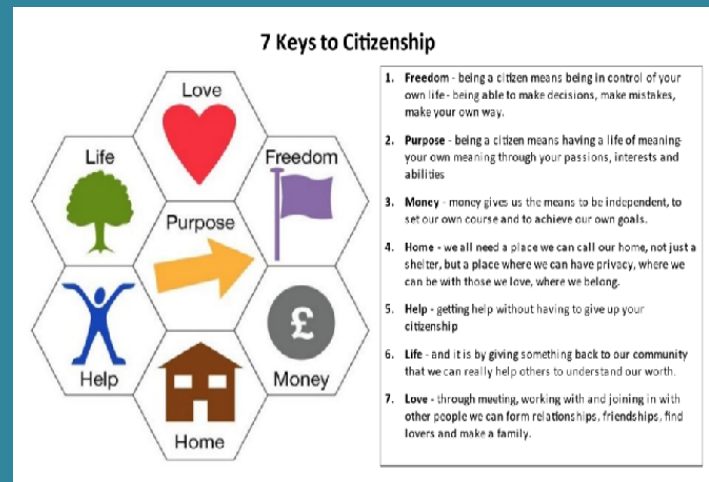 7 Keys to Citizenship
Love
Life
Freedom
Purpose
£
Help
Money
Home
1. Freedom - being a citizen means being in control of your
own life - being able to make decisions, make mistakes,
make your own way.
2. Purpose - being a citizen means having a life of meaning-
your own meaning through your passions, interests and
abilities
3. Money - money gives us the means to be independent, to
set our own course and to achieve our own goals.
4. Home - we all need a place we can call our home, not just a
shelter, but a place where we can have privacy, where we
can be with those we love, where we belong.
5. Help - getting help without having to give up your
citizenship
6. Life - and it is by giving something back to our community
that we can really help others to understand our worth.
7. Love - through meeting, working with and joining in with
other people we can form relationships, friendships, find
lovers and make a family.